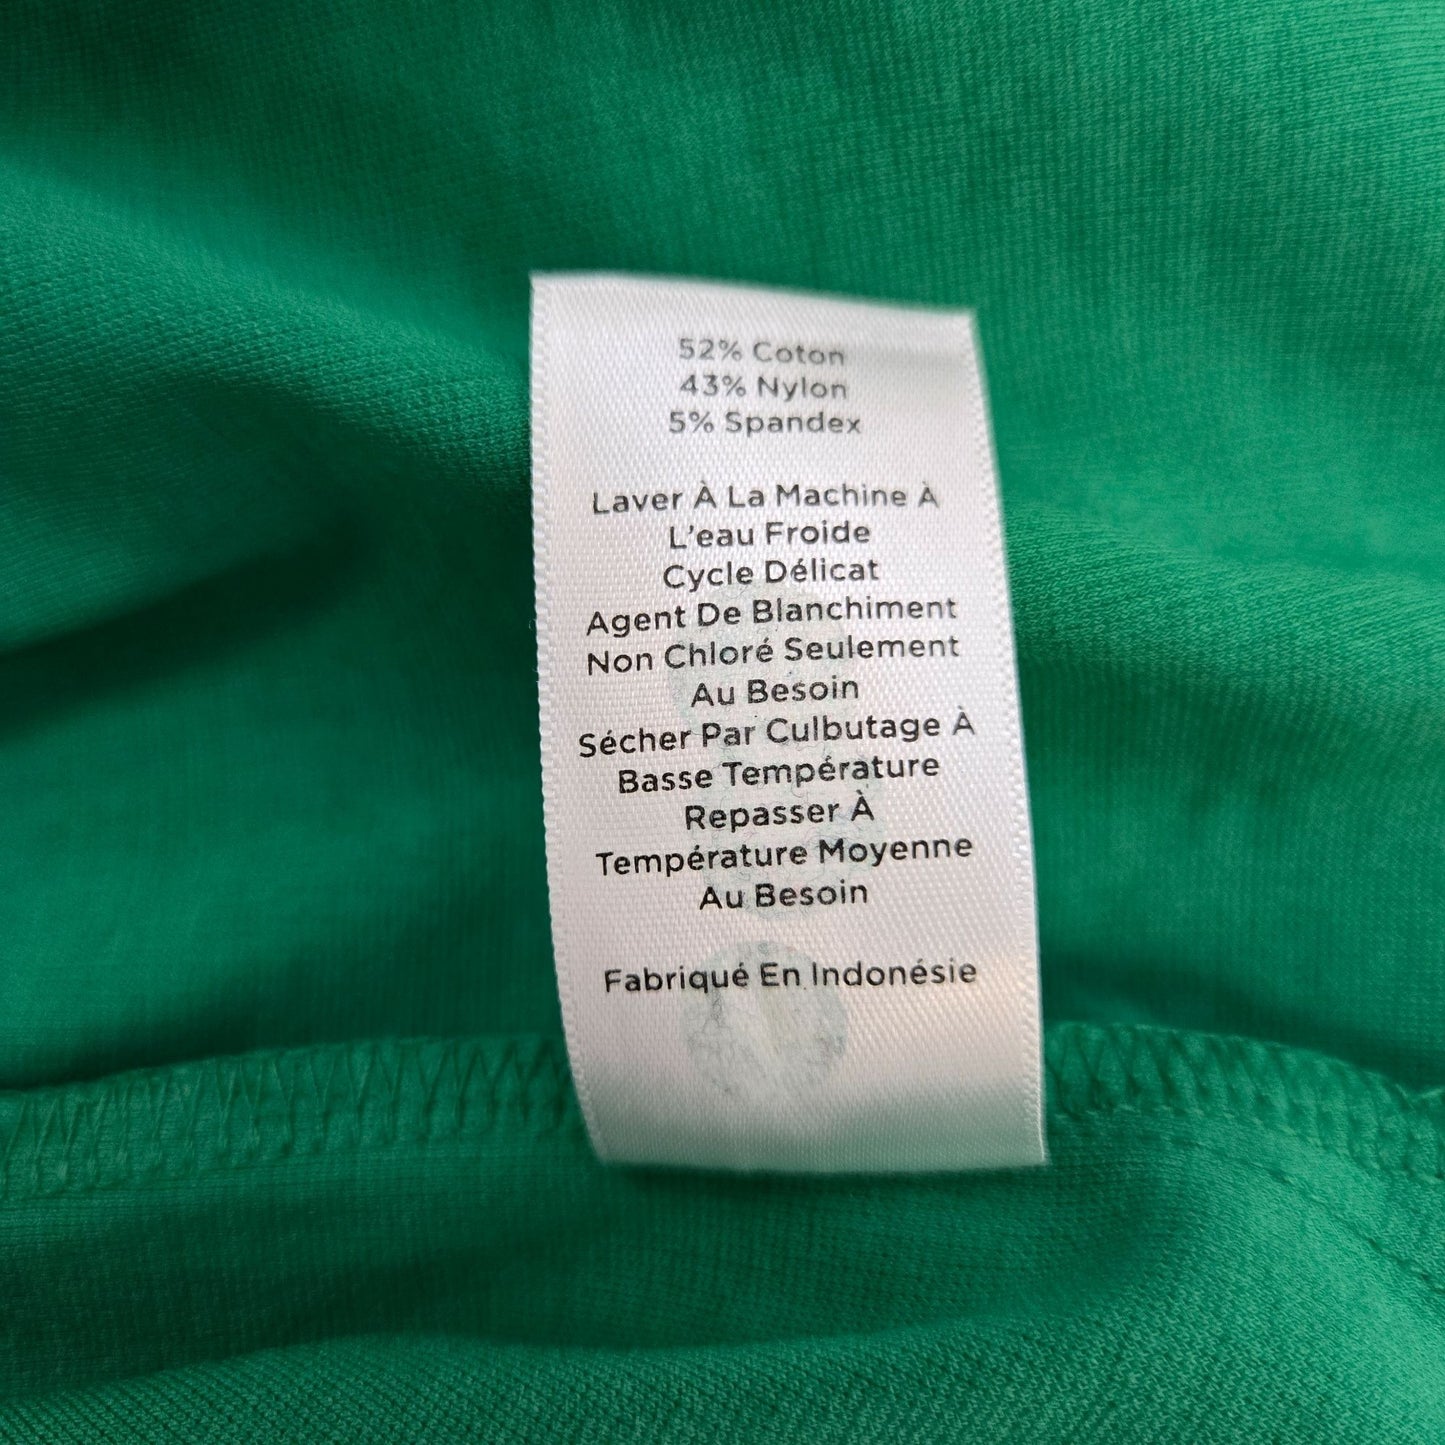 52% Coton
43% Nylon
5% Spandex
Laver À La Machine À
L'eau Froide
Cycle Délicat
Agent De Blanchiment
Non Chloré Seulement
Au Besoin
Sécher Par Culbutage À
Basse Température
Repasser À
Température Moyenne
Au Besoin
Fabriqué En Indonésie